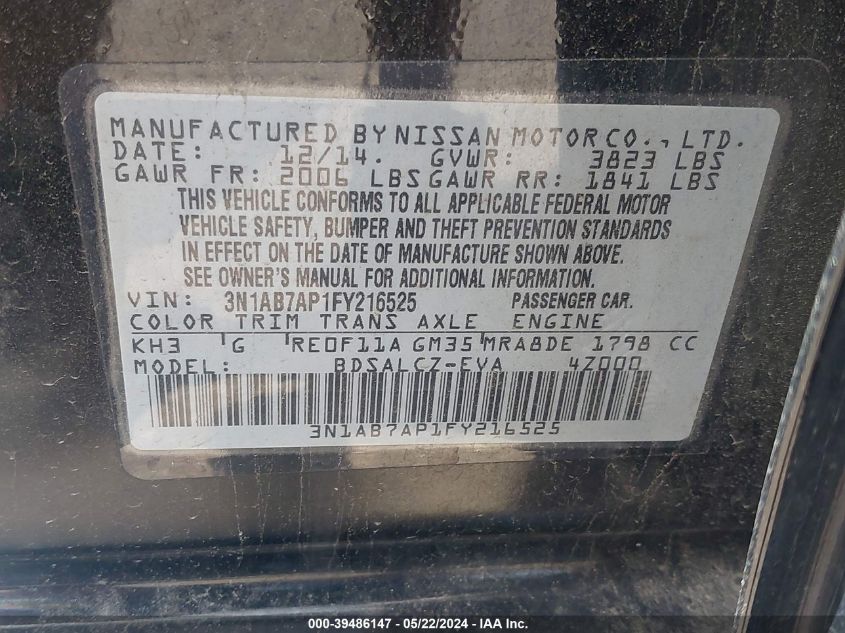 MANUFACTURED BY NISSAN MOTOR CO., LTD.
DATE: 12/14. GVWR: 3823 LBS
GAWR FR: 2006 LBS GAWR RR: 1841 LBS
THIS VEHICLE CONFORMS TO ALL APPLICABLE FEDERAL MOTOR
VEHICLE SAFETY, BUMPER AND THEFT PREVENTION STANDARDS
IN EFFECT ON THE DATE OF MANUFACTURE SHOWN ABOVE.
SEE OWNER'S MANUAL FOR ADDITIONAL INFORMATION.
VIN: 3N1AB7AP1FY216525 PASSENGER CAR.
COLOR TRIM TRANS AXLE ENGINE
KH3 'G 'RE0F11A GM35 'MRA8DE 1798 CC
MODEL: BDSALCZ-EVA 4Z000
3N1AB7AP1FY216525
000-39486147 - 05/22/2024 - IAAI.com